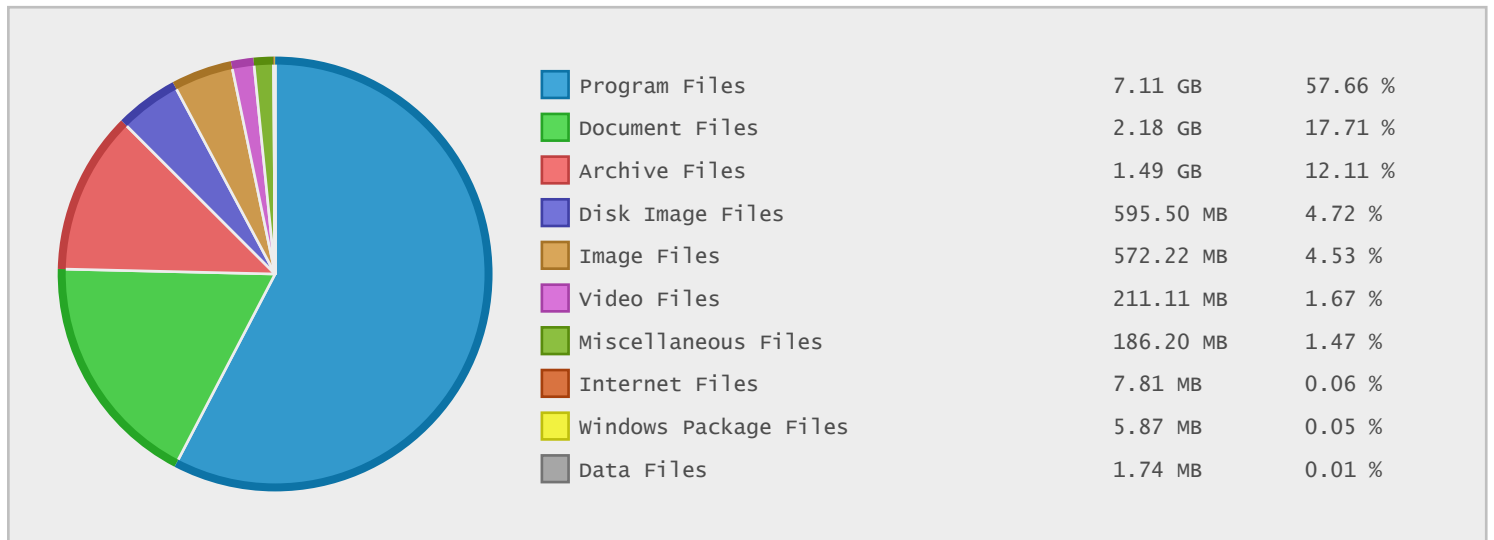 Program Files 7.11 GB 57.66 %
Document Files 2.18 GB 17.71 %
Archive Files 1.49 GB 12.11 %
Disk Image Files 595.50 MB 4.72 %
Image Files 572.22 MB 4.53 %
Video Files 211.11 MB 1.67 %
Miscellaneous Files 186.20 MB 1.47 %
Internet Files 7.81 MB 0.06 %
Windows Package Files 5.87 MB 0.05 %
Data Files 1.74 MB 0.01 %